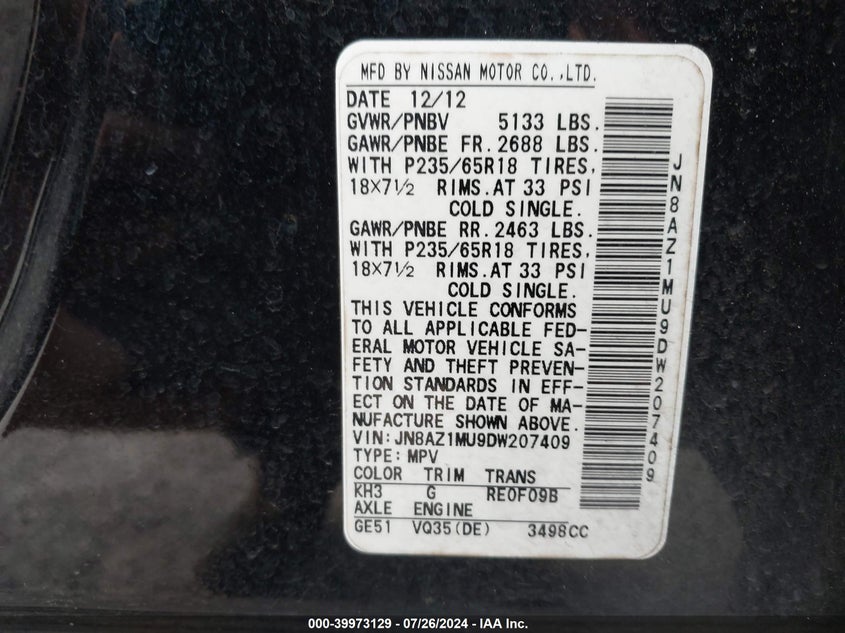 MFD BY NISSAN MOTOR CO.,LTD.
DATE 12/12
GVWR/PNBV 5133 LBS.
GAWR/PNBE FR. 2688 LBS.
WITH P235/65R18 TIRES,
18X7½ RIMS.AT 33 PSI
COLD SINGLE.
GAWR/PNBE RR. 2463 LBS.
WITH P235/65R18 TIRES,
18X7½ RIMS.AT 33 PSI
COLD SINGLE.
THIS VEHICLE CONFORMS
TO ALL APPLICABLE FED-
ERAL MOTOR VEHICLE SA-
FETY AND THEFT PREVEN-
TION STANDARDS IN EFF-
ECT ON THE DATE OF MA-
NUFACTURE SHOWN ABOVE.
VIN:JN8AZ1MU9DW207409
TYPE: MPV
COLOR TRIM TRANS
KH3 G RE0F09B
AXLE ENGINE
GE51 VQ35(DE) 3498CC
JN8AZ1MU9DW207409
000-39973129 - 07/26/2024 - IAA Inc.